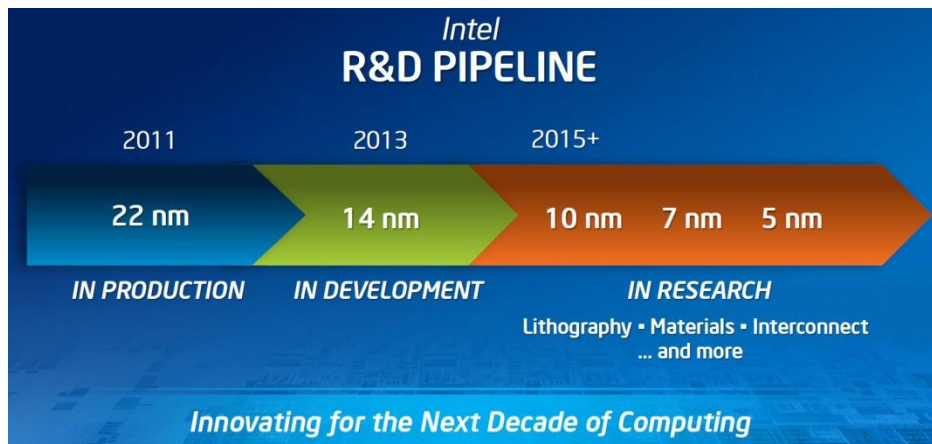 Intel
R&D PIPELINE
2011 2013 2015+
22 nm 14 nm 10 nm 7 nm 5 nm
IN PRODUCTION IN DEVELOPMENT IN RESEARCH
Lithography ▪ Materials ▪ Interconnect
... and more
Innovating for the Next Decade of Computing